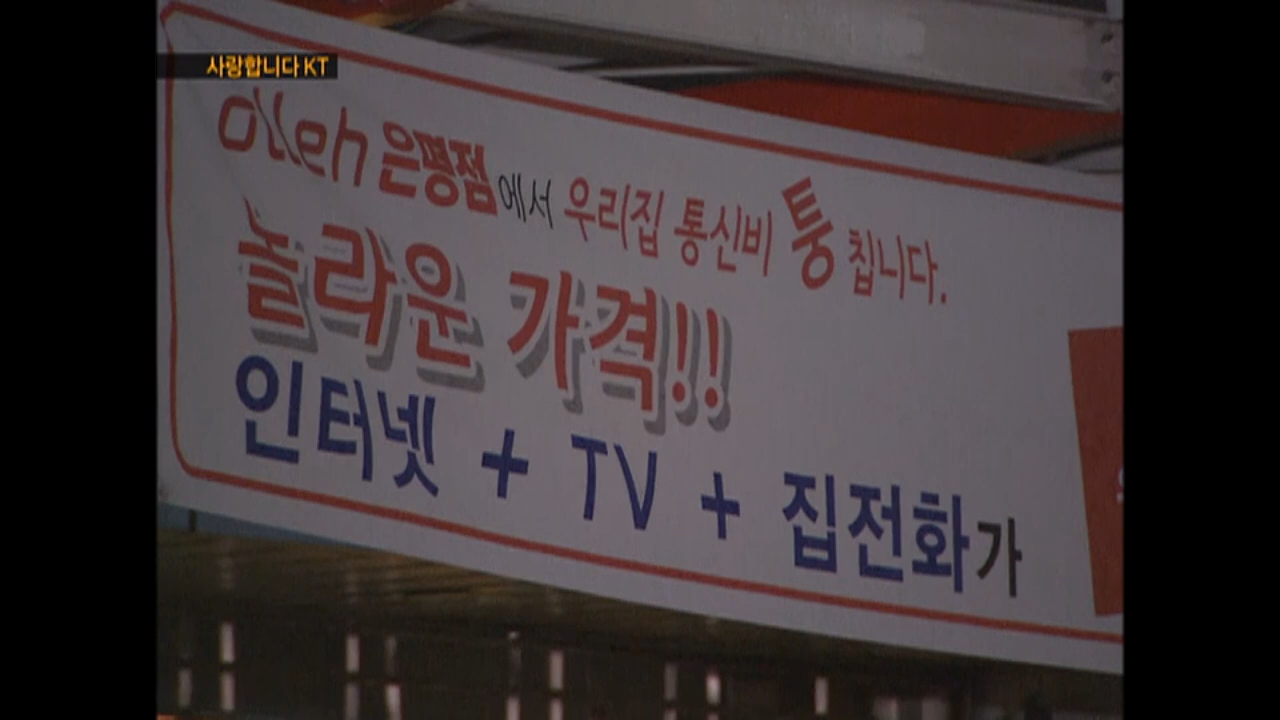 사랑합니다 KT
olleh 은평점에서 우리집 통신비 퉁 칩니다.
놀라운 가격!!
인터넷 + TV + 집전화가